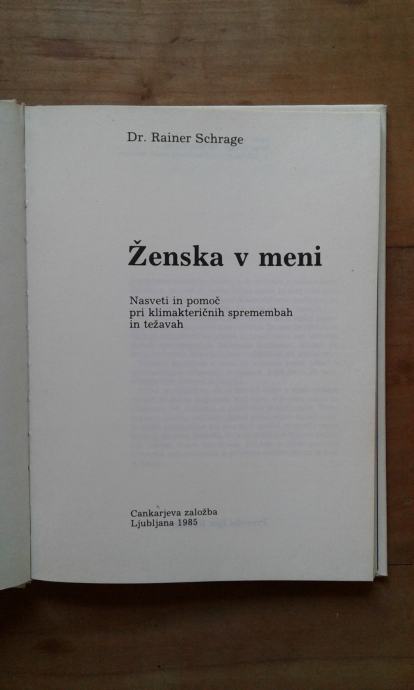 Dr. Rainer Schrage
Ženska v meni
Nasveti in pomoč
pri klimakteričnih spremembah
in težavah
Cankarjeva založba
Ljubljana 1985